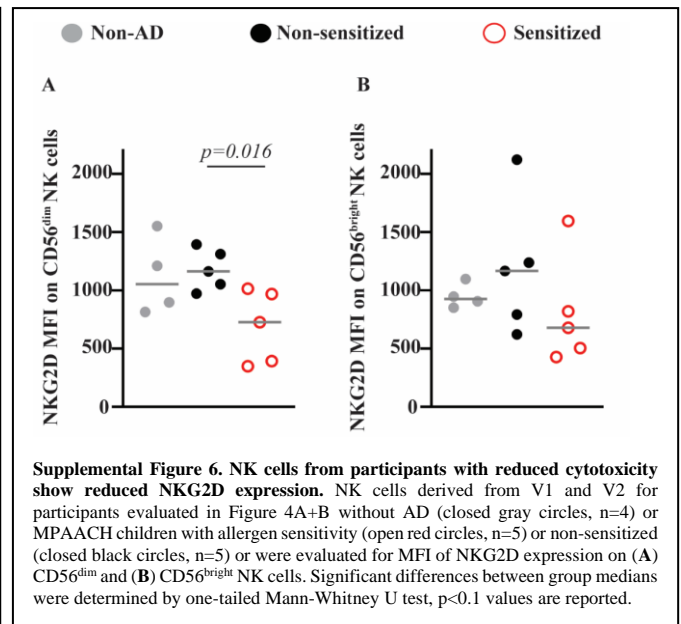 Non-AD Non-sensitized Sensitized
A B
NKG2D MFI on CD56dim NK cells
2000
1500
1000
500
0
p=0.016
NKG2D MFI on CD56bright NK cells
2000
1500
1000
500
0
Supplemental Figure 6. NK cells from participants with reduced cytotoxicity
show reduced NKG2D expression. NK cells derived from V1 and V2 for
participants evaluated in Figure 4A+B without AD (closed gray circles, n=4) or
MPAACH children with allergen sensitivity (open red circles, n=5) or non-sensitized
(closed black circles, n=5) or were evaluated for MFI of NKG2D expression on (A)
CD56dim and (B) CD56bright NK cells. Significant differences between group medians
were determined by one-tailed Mann-Whitney U test, p<0.1 values are reported.